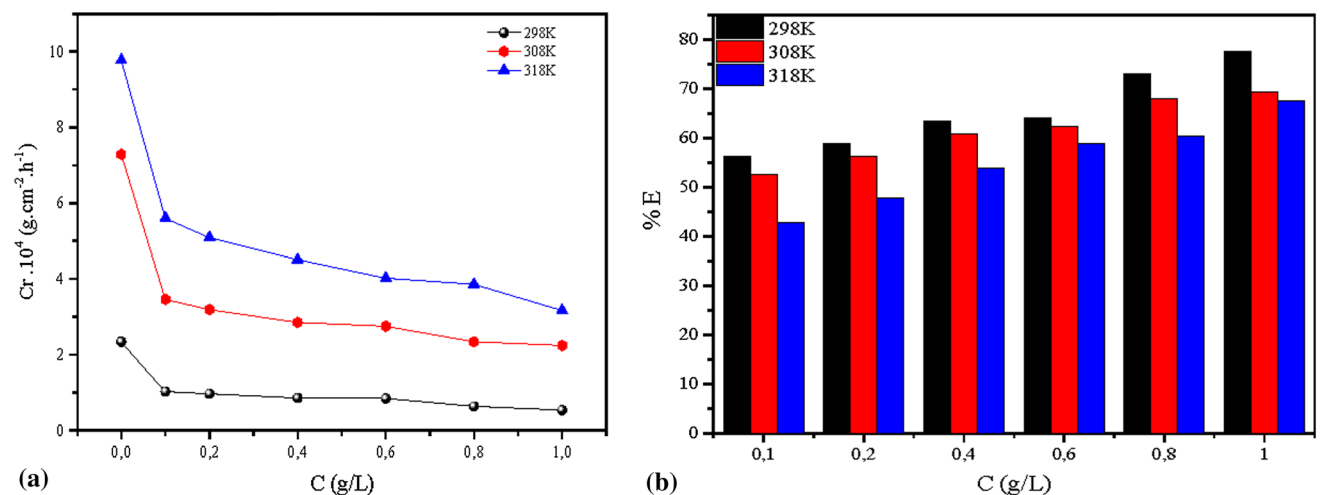 298K
308K
318K
10
8
6
4
2
0
Cr .10⁴ (g.cm⁻².h⁻¹)
0,0 0,2 0,4 0,6 0,8 1,0
C (g/L)
(a)
298K
308K
318K
80
70
60
50
40
30
20
10
0
% E
0,1 0,2 0,4 0,6 0,8 1
C (g/L)
(b)